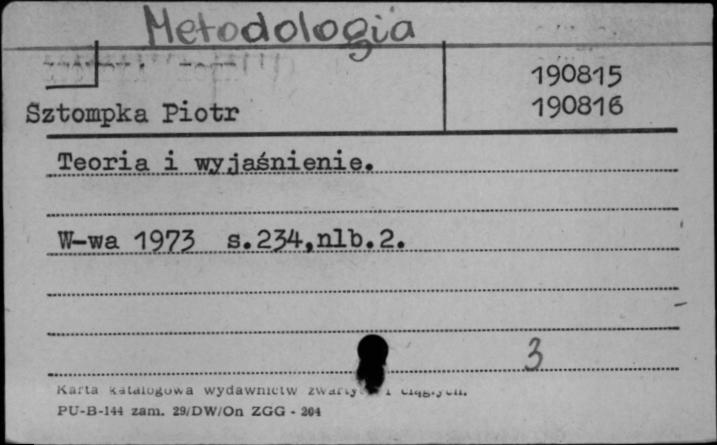 Metodologia
190815
Sztompka Piotr 190816
Teoria i wyjaśnienie.
W-wa 1973 s.234,nlb.2.
3
Karta katalogowa wydawnictw i ciągłych.
PU-B-144 zam. 29/DW/On ZGG - 204